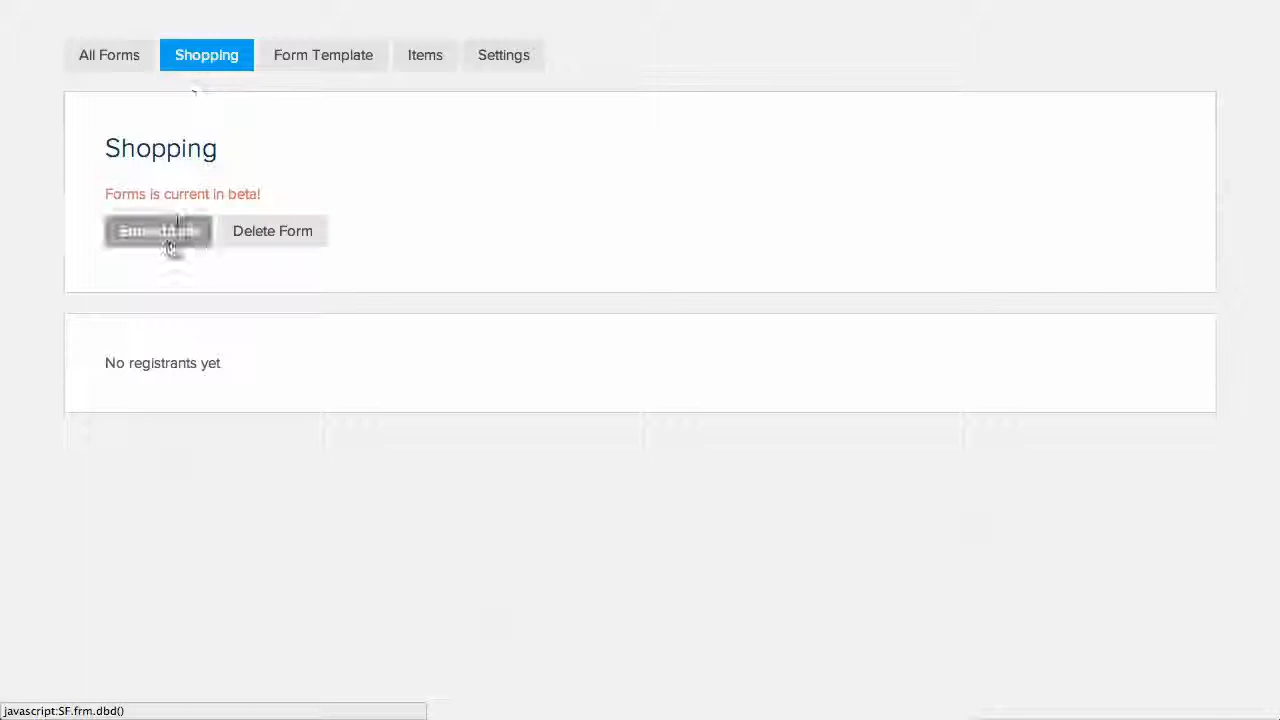 All Forms Shopping Form Template Items Settings
Shopping
Forms is current in beta!
Delete Form
No registrants yet
javascript:SF.frm.dbd()